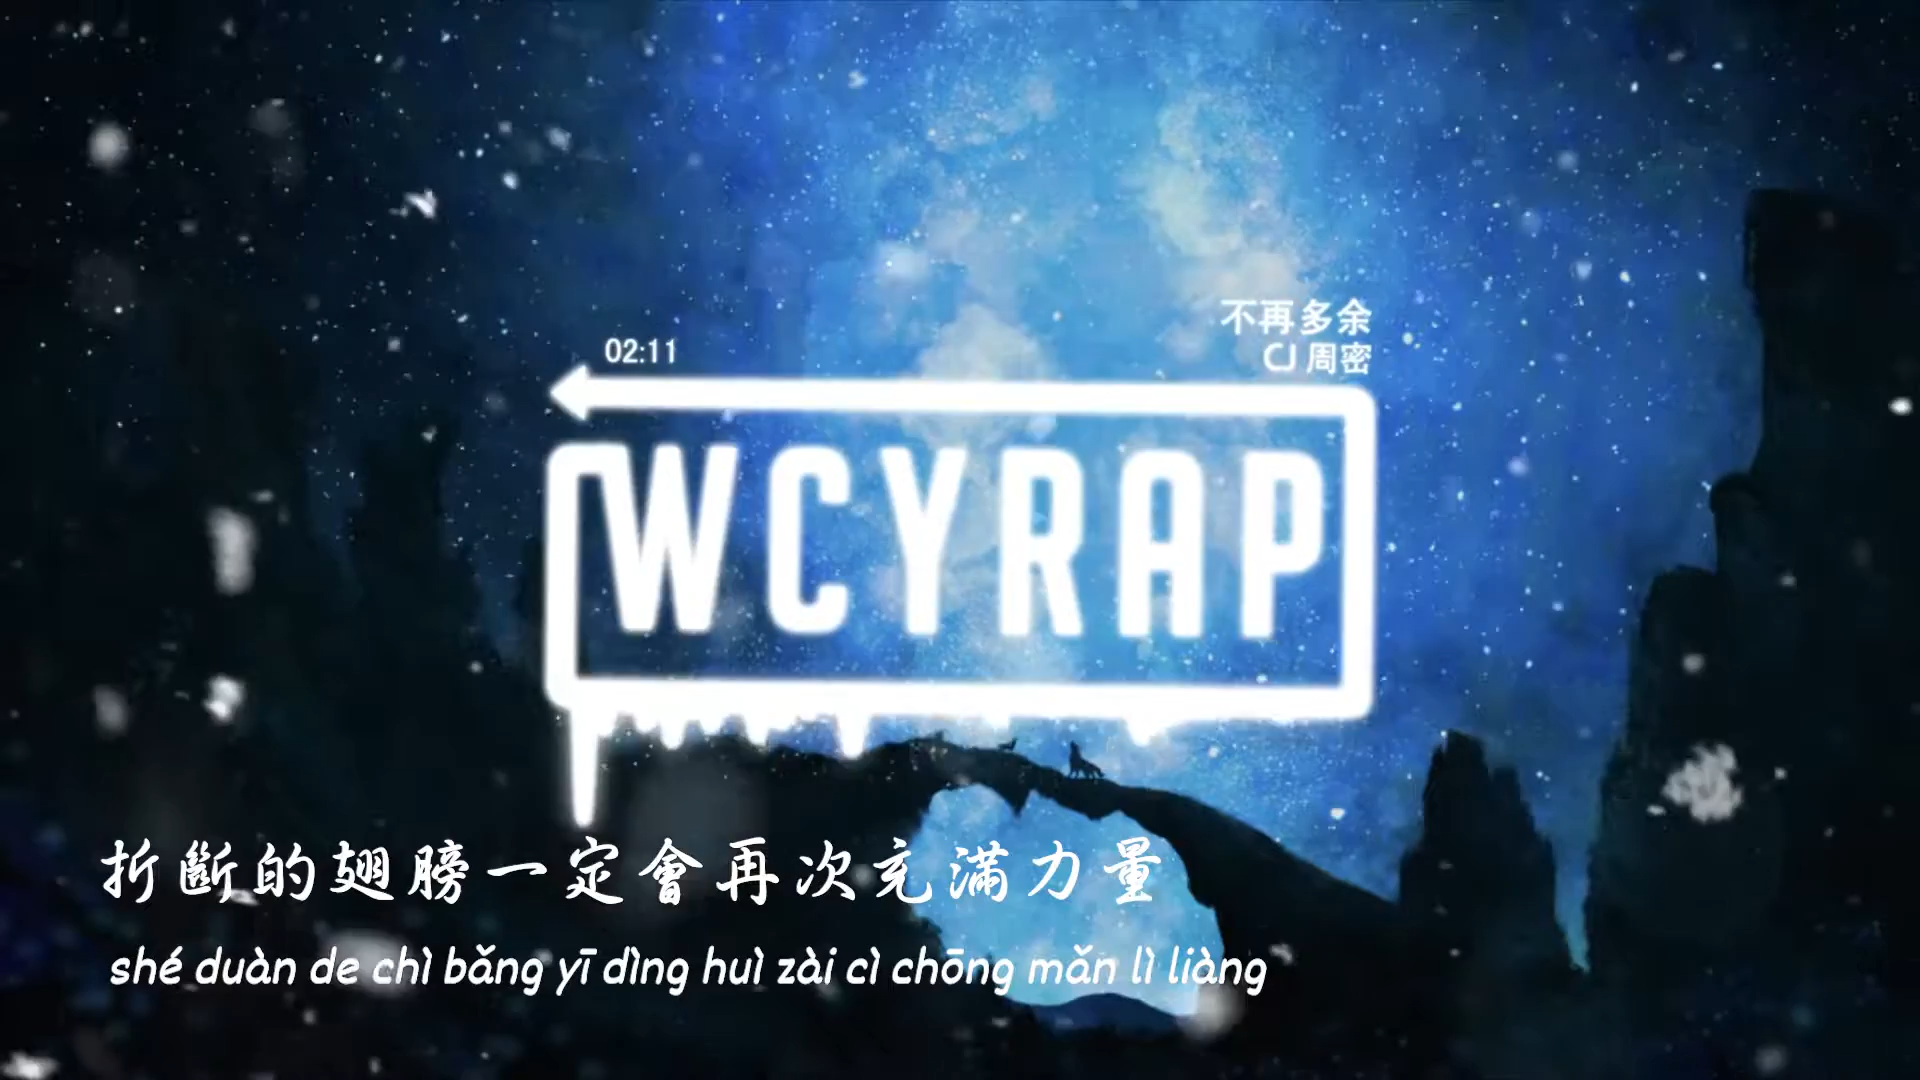 不再多余
02:11
CJ 周密
WCYRAP
折斷的翅膀一定會再次充滿力量
shé duàn de chì bǎng yī dìng huì zài cì chōng mǎn lì liàng